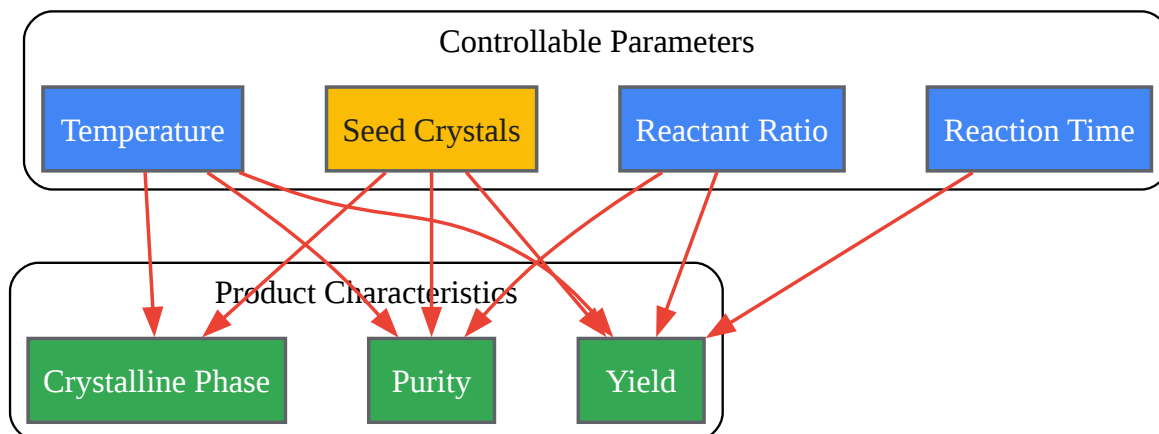 Controllable Parameters
Temperature
Seed Crystals
Reactant Ratio
Reaction Time
Product Characteristics
Crystalline Phase
Purity
Yield